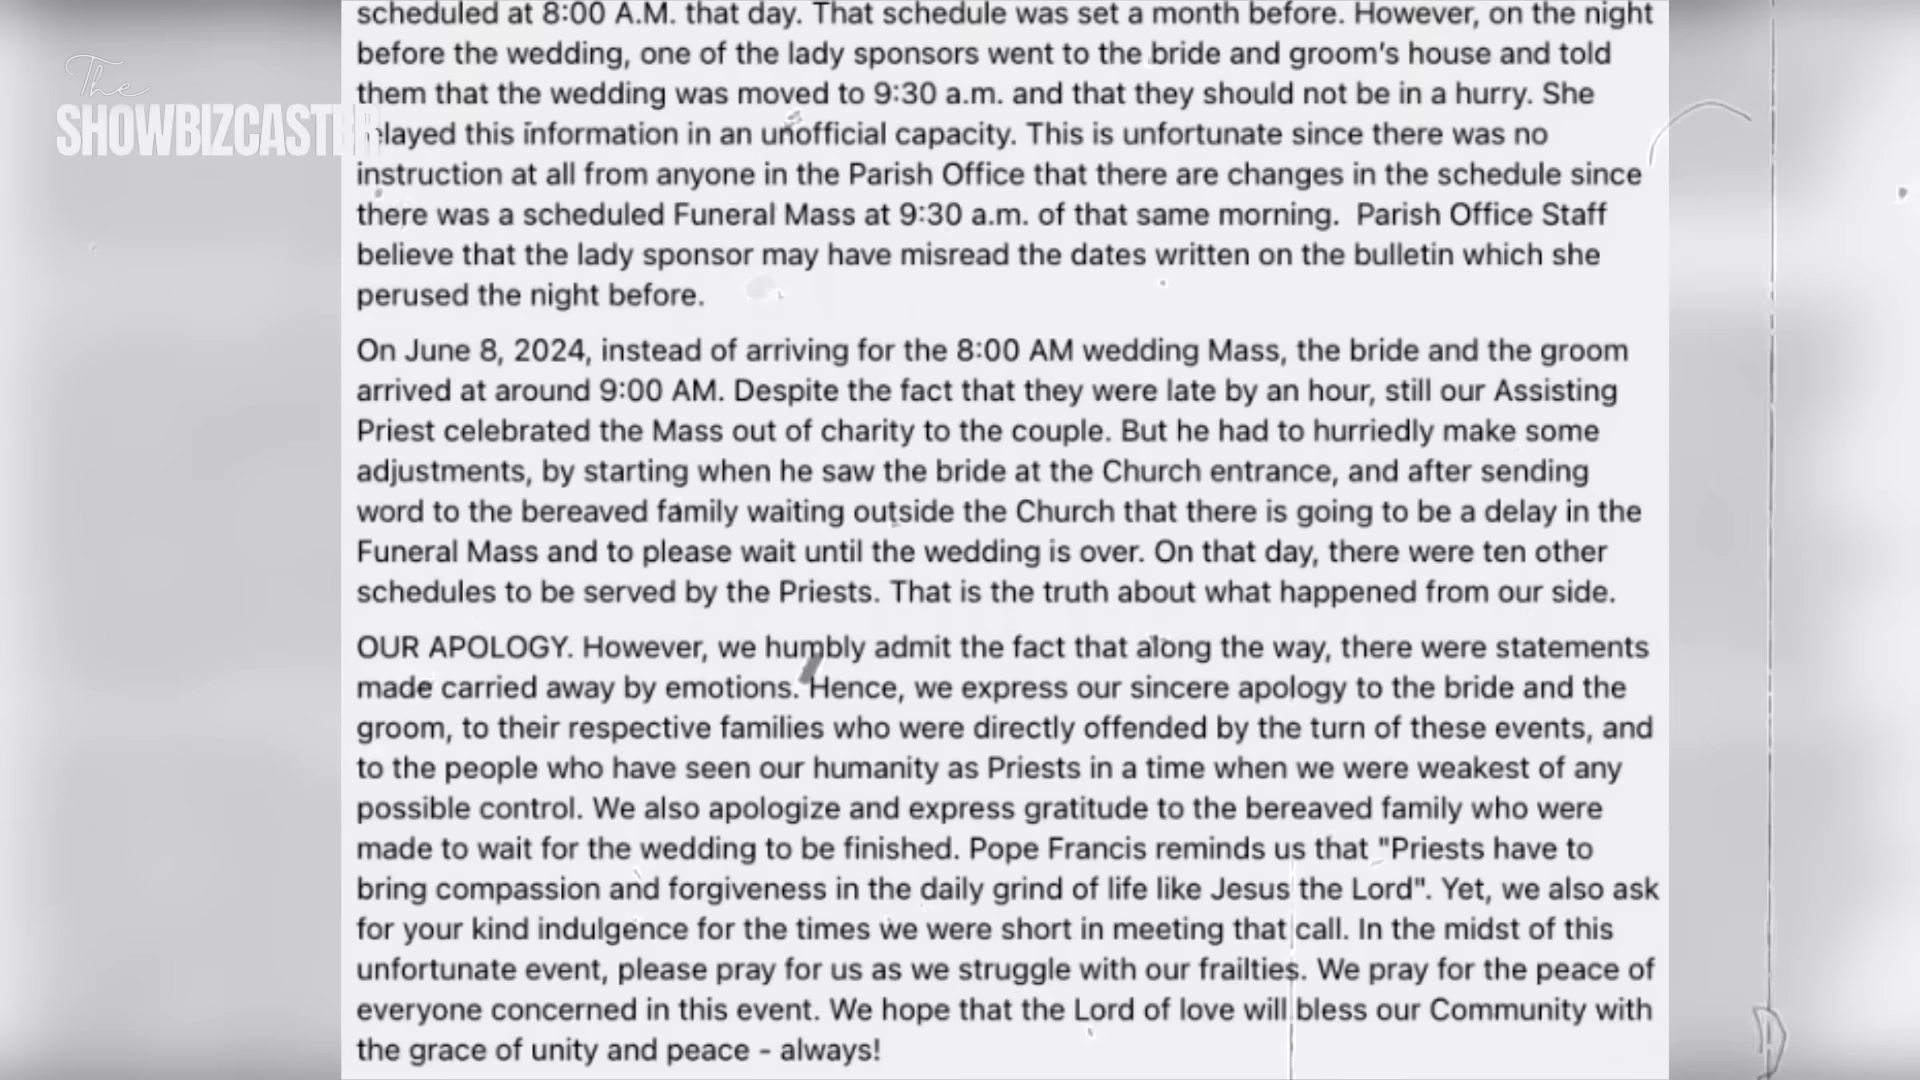 The
SHOWBIZCASTER
scheduled at 8:00 A.M. that day. That schedule was set a month before. However, on the night
before the wedding, one of the lady sponsors went to the bride and groom's house and told
them that the wedding was moved to 9:30 a.m. and that they should not be in a hurry. She
relayed this information in an unofficial capacity. This is unfortunate since there was no
instruction at all from anyone in the Parish Office that there are changes in the schedule since
there was a scheduled Funeral Mass at 9:30 a.m. of that same morning.  Parish Office Staff
believe that the lady sponsor may have misread the dates written on the bulletin which she
perused the night before.
On June 8, 2024, instead of arriving for the 8:00 AM wedding Mass, the bride and the groom
arrived at around 9:00 AM. Despite the fact that they were late by an hour, still our Assisting
Priest celebrated the Mass out of charity to the couple. But he had to hurriedly make some
adjustments, by starting when he saw the bride at the Church entrance, and after sending
word to the bereaved family waiting outside the Church that there is going to be a delay in the
Funeral Mass and to please wait until the wedding is over. On that day, there were ten other
schedules to be served by the Priests. That is the truth about what happened from our side.
OUR APOLOGY. However, we humbly admit the fact that along the way, there were statements
made carried away by emotions. Hence, we express our sincere apology to the bride and the
groom, to their respective families who were directly offended by the turn of these events, and
to the people who have seen our humanity as Priests in a time when we were weakest of any
possible control. We also apologize and express gratitude to the bereaved family who were
made to wait for the wedding to be finished. Pope Francis reminds us that "Priests have to
bring compassion and forgiveness in the daily grind of life like Jesus the Lord". Yet, we also ask
for your kind indulgence for the times we were short in meeting that call. In the midst of this
unfortunate event, please pray for us as we struggle with our frailties. We pray for the peace of
everyone concerned in this event. We hope that the Lord of love will bless our Community with
the grace of unity and peace - always!